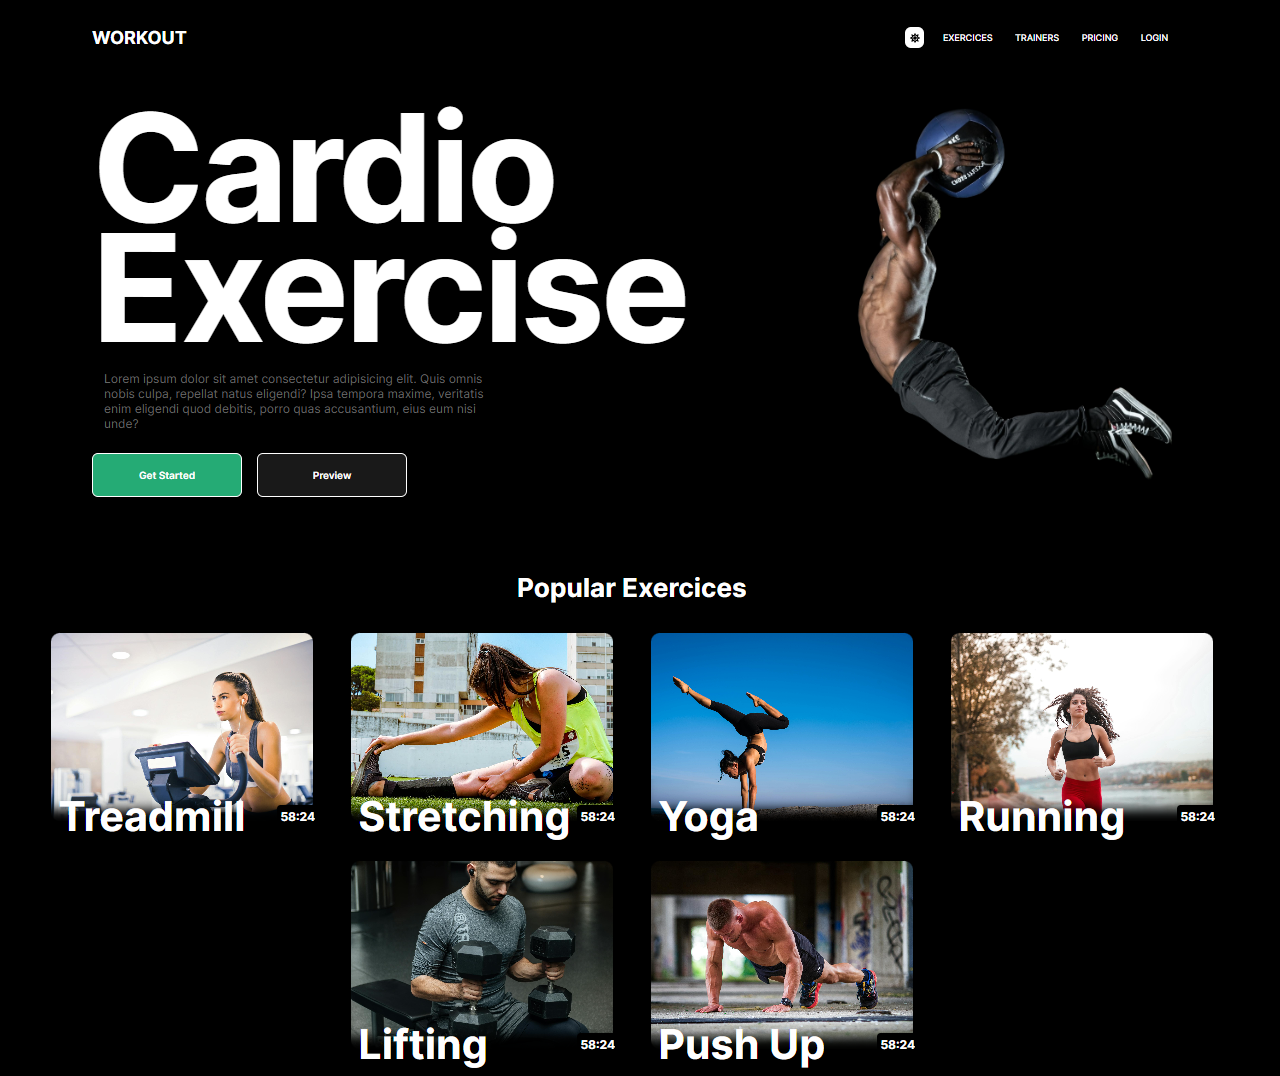 WORKOUT
EXERCICES TRAINERS PRICING LOGIN
Cardio
Exercise
Lorem ipsum dolor sit amet consectetur adipisicing elit. Quis omnis
nobis culpa, repellat natus eligendi? Ipsa tempora maxime, veritatis
enim eligendi quod debitis, porro quas accusantium, eius eum nisi
unde?
Get Started Preview
Popular Exercices
Treadmill 58:24
Stretching 58:24
Yoga 58:24
Running 58:24
Lifting 58:24
Push Up 58:24